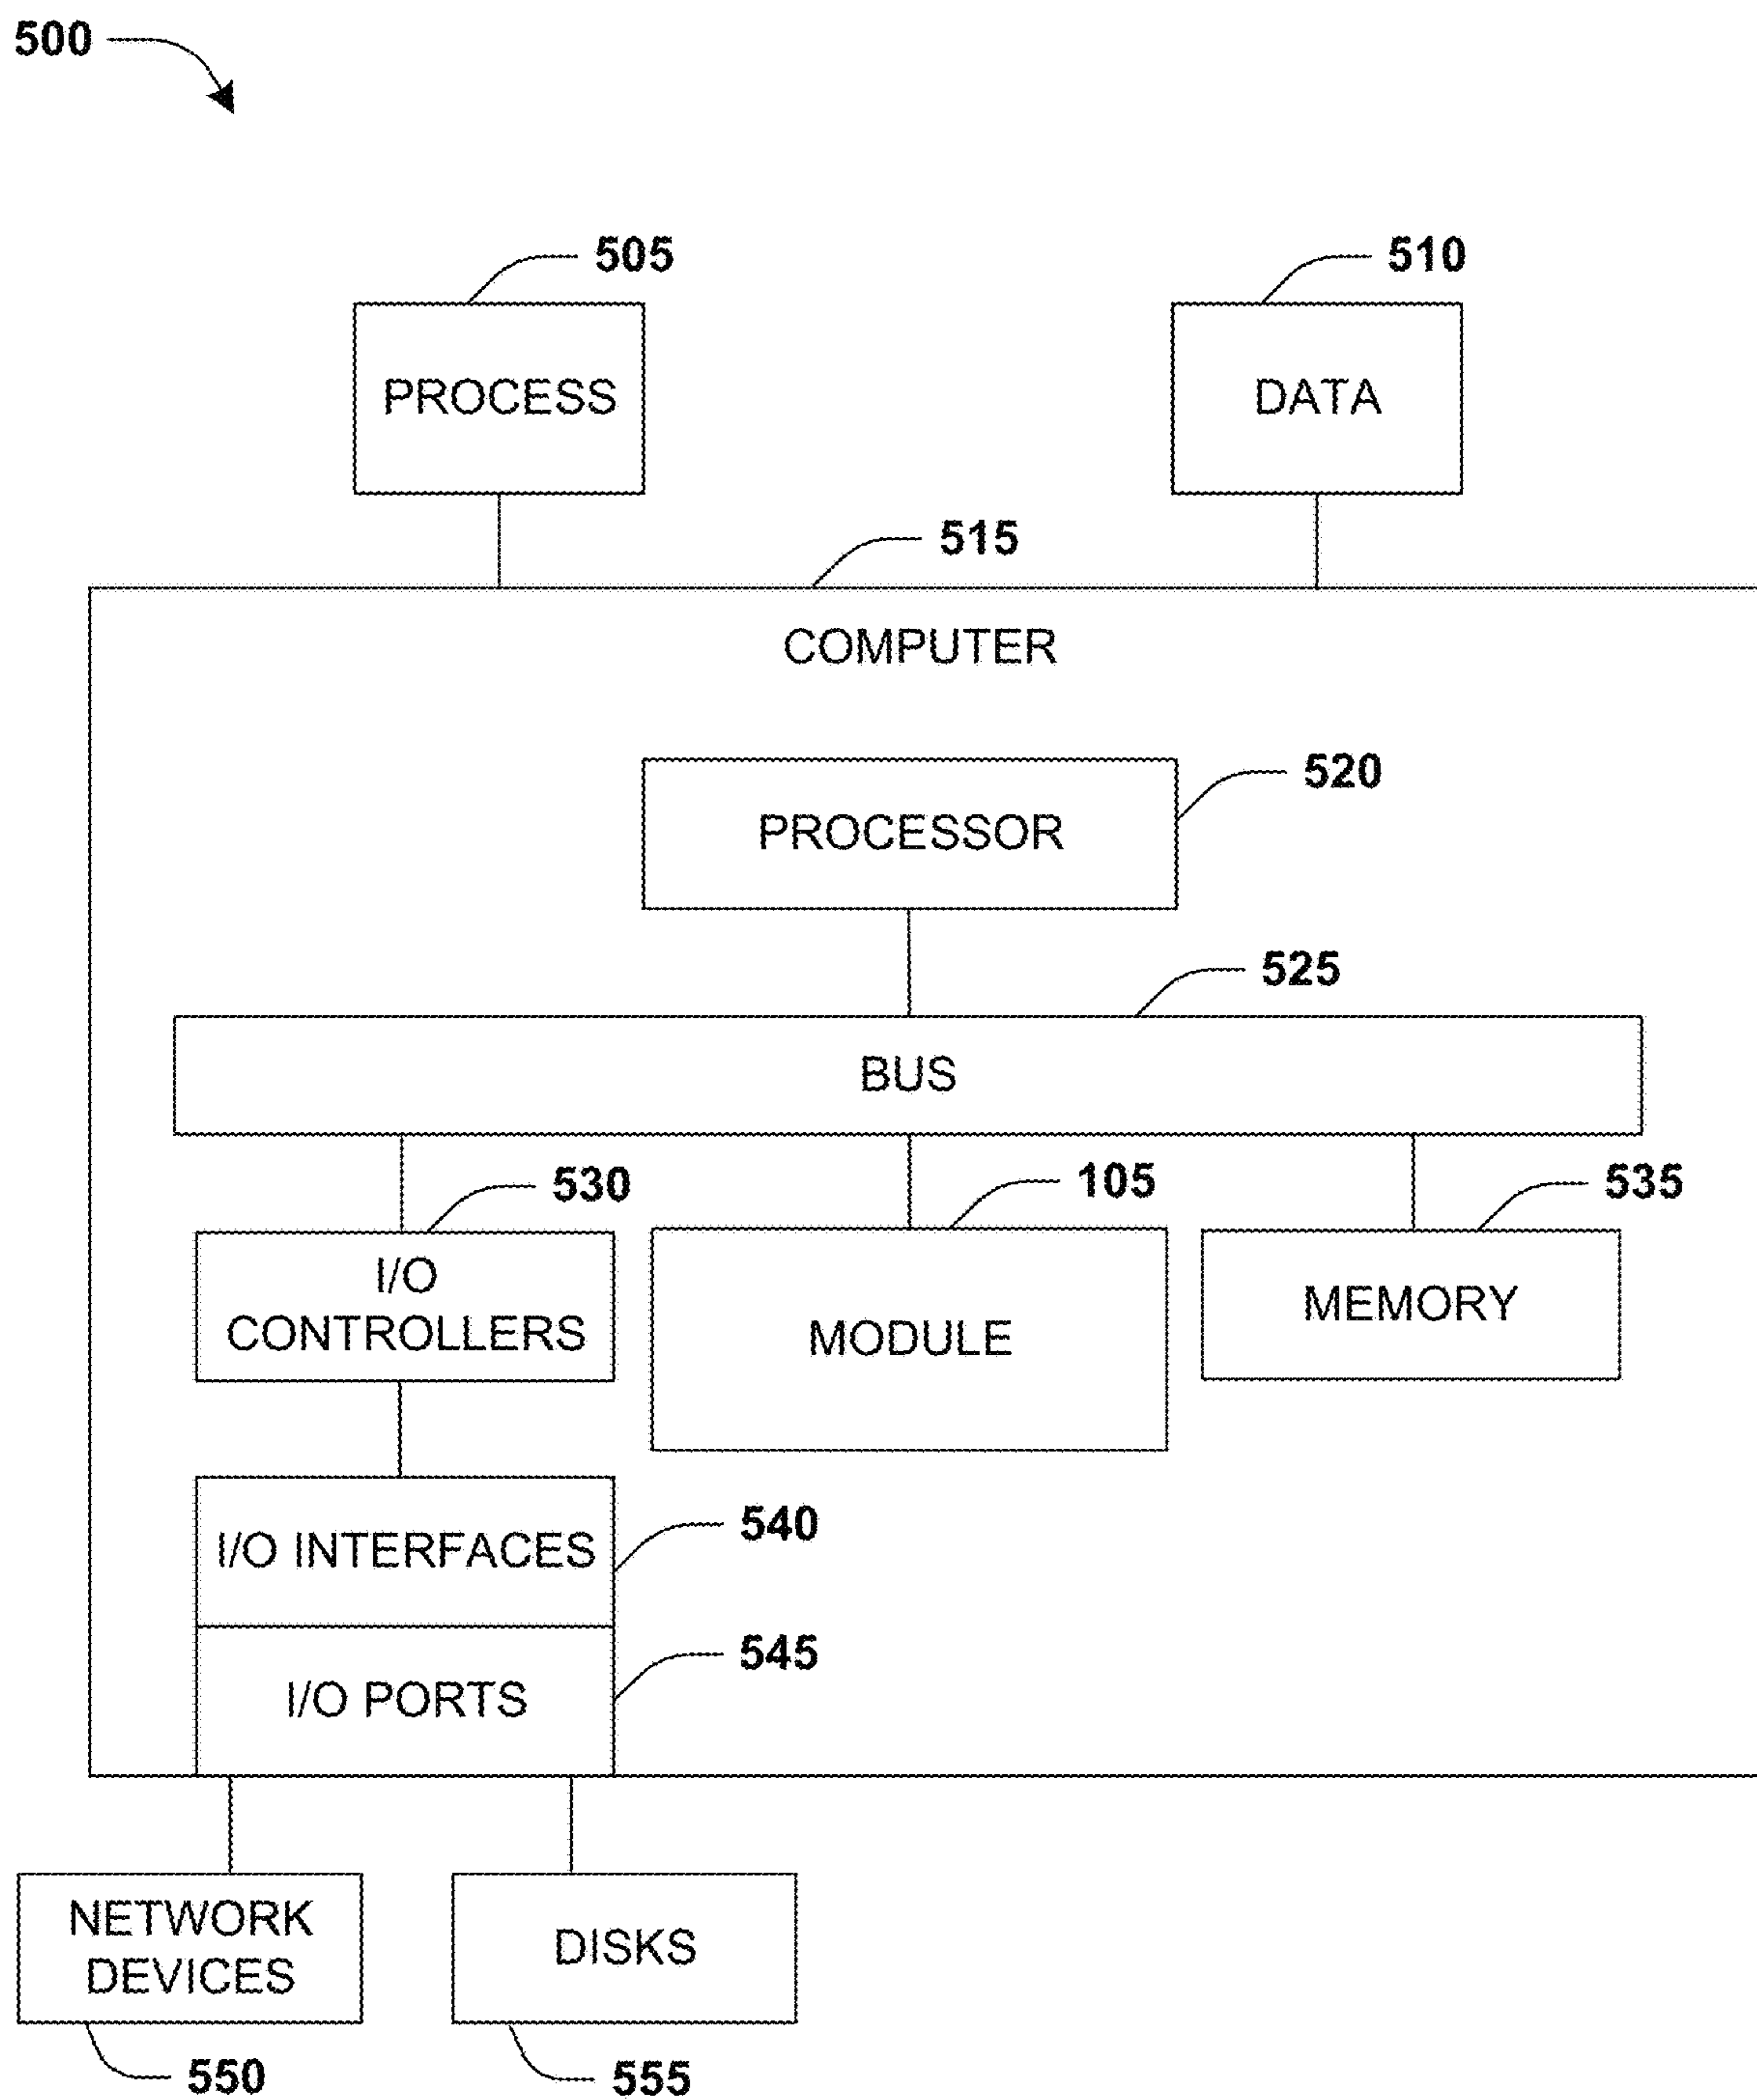 500
505
510
PROCESS
DATA
515
COMPUTER
520
PROCESSOR
525
BUS
530
105
535
I/O
CONTROLLERS
MODULE
MEMORY
540
I/O INTERFACES
545
I/O PORTS
NETWORK
DEVICES
DISKS
550
555